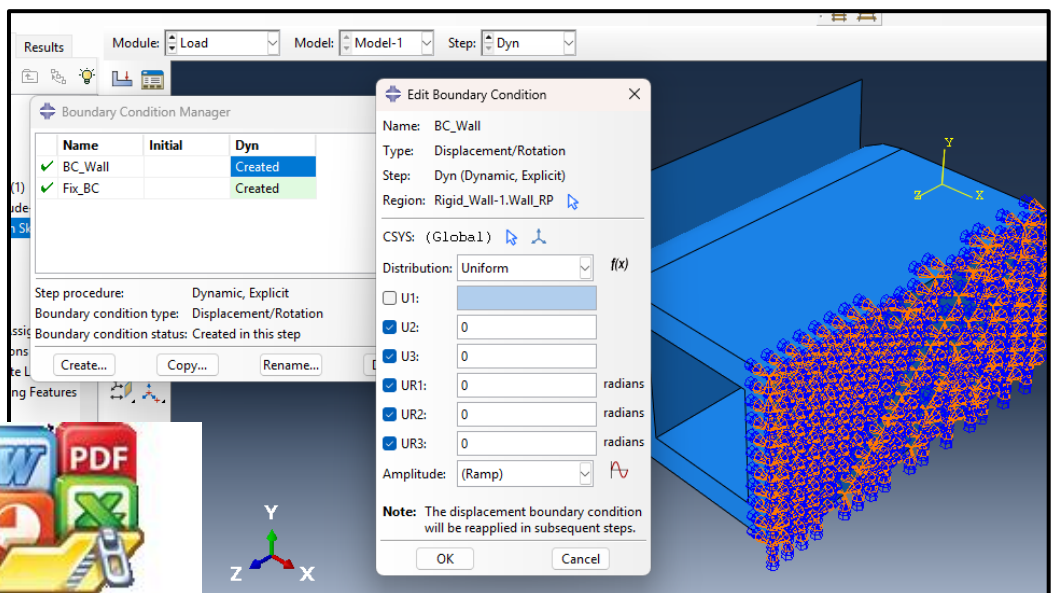 Results
Module: Load Model: Model-1 Step: Dyn
Boundary Condition Manager
Name Initial Dyn
BC_Wall Created
Fix_BC Created
Step procedure: Dynamic, Explicit
Boundary condition type: Displacement/Rotation
Boundary condition status: Created in this step
Create... Copy... Rename...
ng Features
Edit Boundary Condition
Name: BC_Wall
Type: Displacement/Rotation
Step: Dyn (Dynamic, Explicit)
Region: Rigid_Wall-1.Wall_RP
CSYS: (Global)
Distribution: Uniform f(x)
U1:
U2: 0
U3: 0
UR1: 0 radians
UR2: 0 radians
UR3: 0 radians
Amplitude: (Ramp)
Note: The displacement boundary condition
will be reapplied in subsequent steps.
OK Cancel
Y
Z X
Y
Z X
W PDF
X